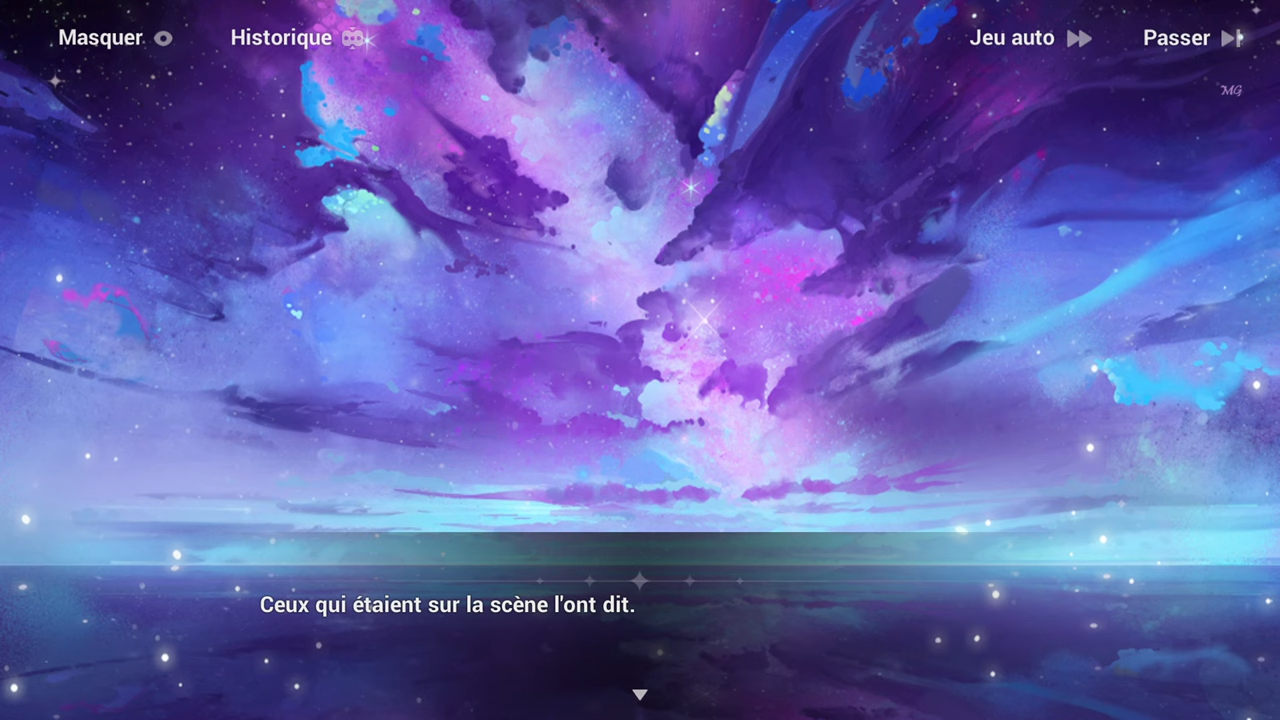 Masquer
Historique
Jeu auto
Passer
MG
Ceux qui étaient sur la scène l'ont dit.